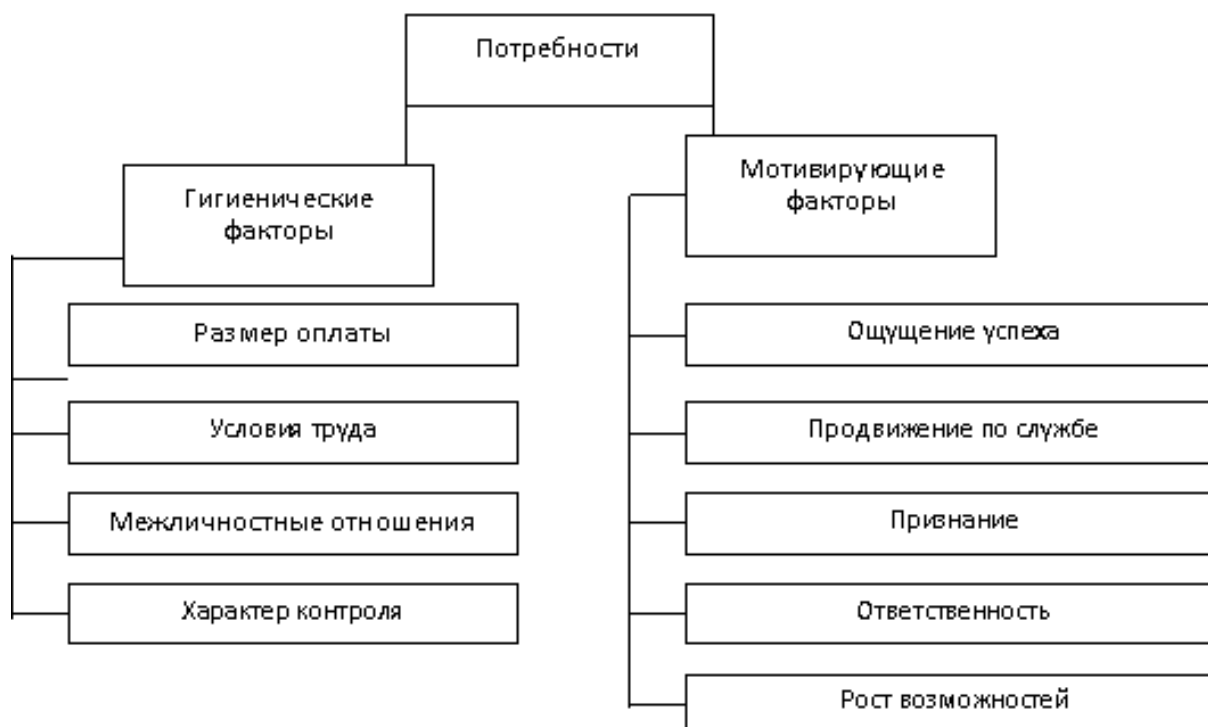 Потребности
Гигиенические
факторы
Размер оплаты
Условия труда
Межличностные отношения
Характер контроля
Мотивирующие
факторы
Ощущение успеха
Продвижение по службе
Признание
Ответственность
Рост возможностей